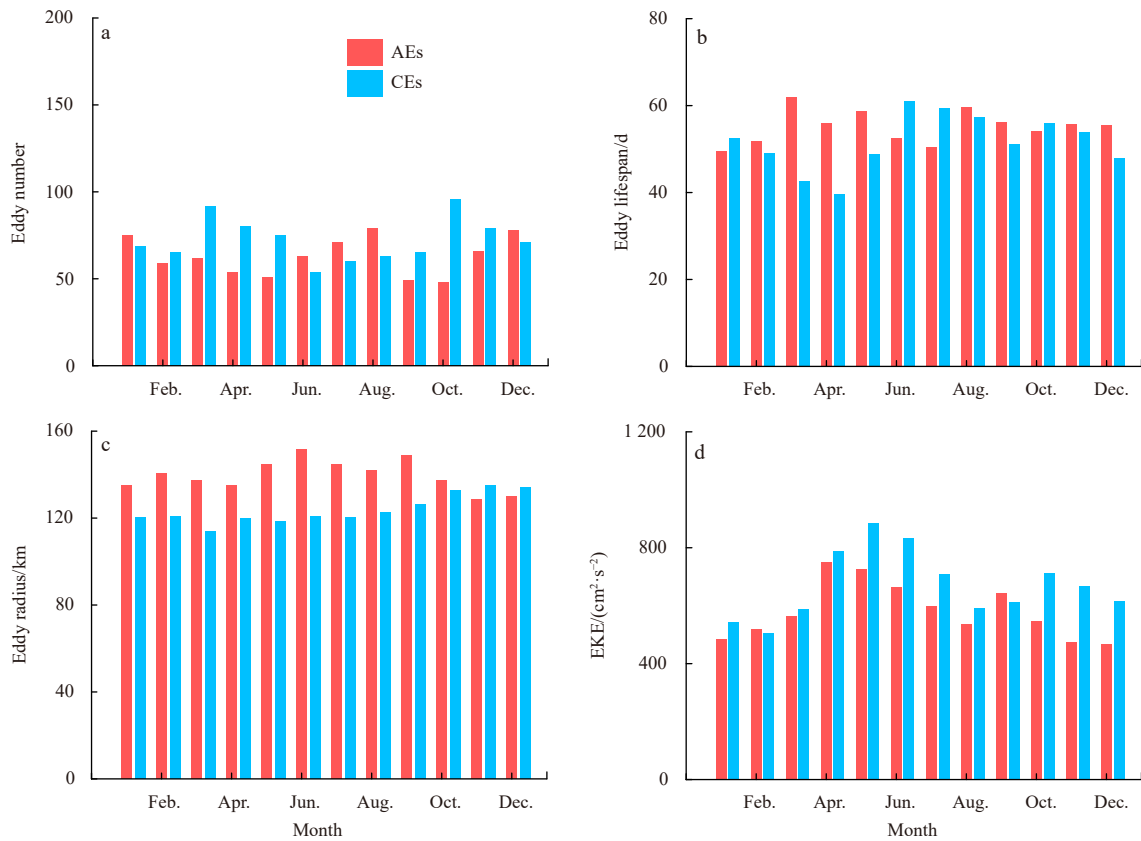 a
AEs
CEs
Eddy number
200
150
100
50
0
Feb. Apr. Jun. Aug. Oct. Dec.
b
Eddy lifespan/d
80
60
40
20
0
Feb. Apr. Jun. Aug. Oct. Dec.
c
Eddy radius/km
160
120
80
40
0
Feb. Apr. Jun. Aug. Oct. Dec.
Month
d
EKE/(cm²·s⁻²)
1 200
800
400
0
Feb. Apr. Jun. Aug. Oct. Dec.
Month